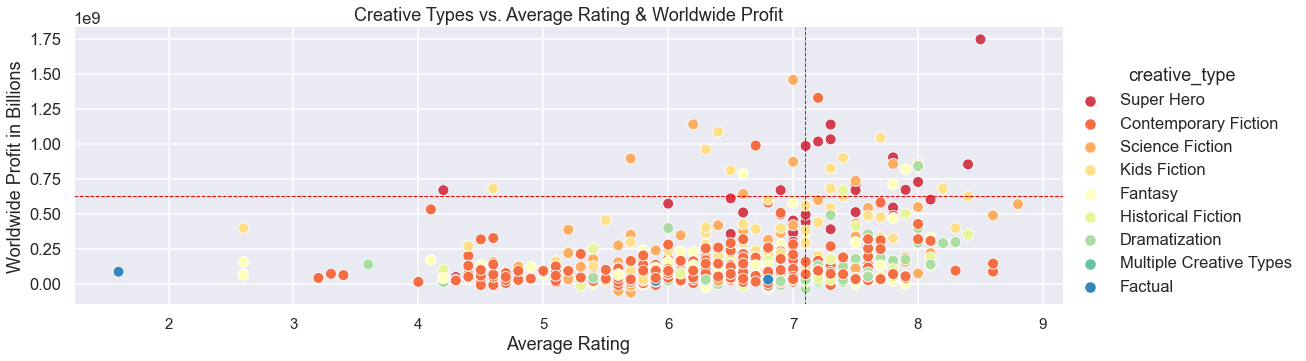 Creative Types vs. Average Rating & Worldwide Profit
1e9
1.75
1.50
1.25
1.00
0.75
0.50
0.25
0.00
Worldwide Profit in Billions
2 3 4 5 6 7 8 9
Average Rating
creative_type
Super Hero
Contemporary Fiction
Science Fiction
Kids Fiction
Fantasy
Historical Fiction
Dramatization
Multiple Creative Types
Factual